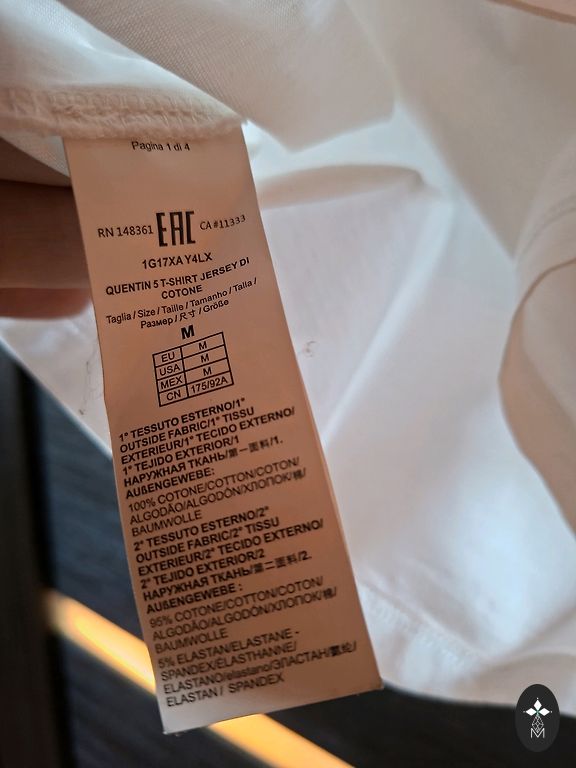 Pagina 1 di 4
RN 148361 EAC CA #11333
1G17XA Y4LX
QUENTIN 5 T-SHIRT JERSEY DI
COTONE
Taglia / Size / Taille / Tamanho / Talla /
Размер / 尺寸 / Größe
M
EU M
USA M
MEX M
CN 175/92A
1° TESSUTO ESTERNO/1°
OUTSIDE FABRIC/1° TISSU
EXTERIEUR/1° TECIDO EXTERNO/
1° TEJIDO EXTERIOR/1
НАРУЖНАЯ ТКАНЬ/第一面料/1.
AUßENGEWEBE:
100% COTONE/COTTON/COTON/
ALGODÃO/ALGODÓN/ХЛОПОК/棉/
BAUMWOLLE
2° TESSUTO ESTERNO/2°
OUTSIDE FABRIC/2° TISSU
EXTERIEUR/2° TECIDO EXTERNO/
2° TEJIDO EXTERIOR/2
НАРУЖНАЯ ТКАНЬ/第二面料/2.
AUßENGEWEBE :
95% COTONE/COTTON/COTON/
ALGODÃO/ALGODÓN/ХЛОПОК/棉/
BAUMWOLLE
5% ELASTAN/ELASTANE -
SPANDEX/ÉLASTHANNE/
ELASTANO/elastano/ЭЛАСТАН/氨纶/
ELASTAN / SPANDEX
M